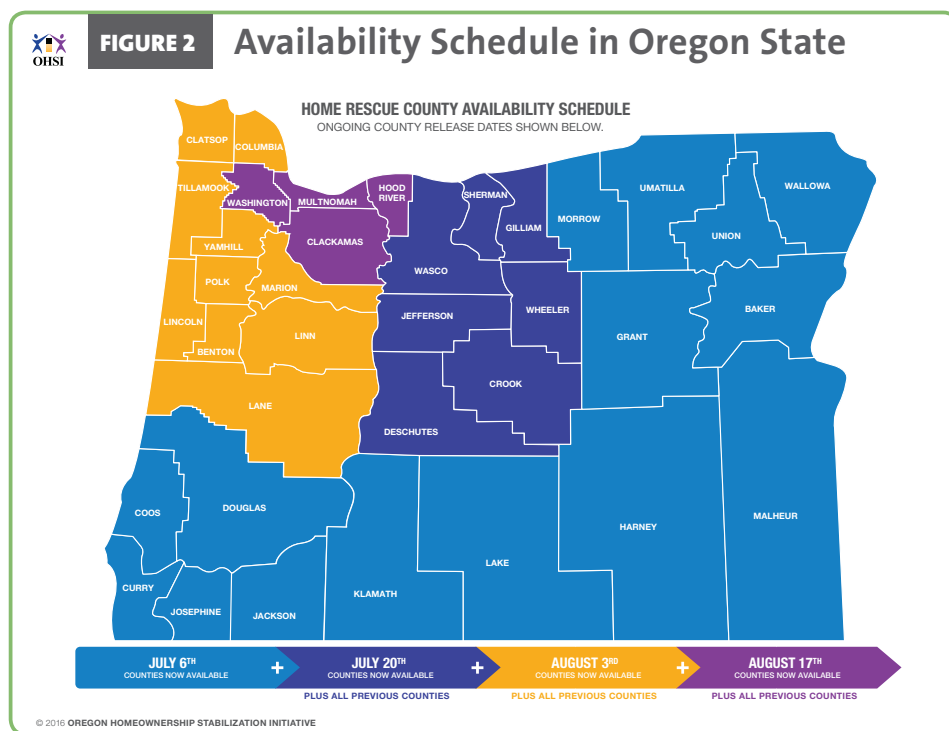 OHSI
FIGURE 2
Availability Schedule in Oregon State
HOME RESCUE COUNTY AVAILABILITY SCHEDULE
ONGOING COUNTY RELEASE DATES SHOWN BELOW.
CLATSOP
COLUMBIA
TILLAMOOK
WASHINGTON
MULTNOMAH
HOOD
RIVER
SHERMAN
GILLIAM
MORROW
UMATILLA
WALLOWA
UNION
YAMHILL
CLACKAMAS
WASCO
POLK
MARION
JEFFERSON
WHEELER
BAKER
LINCOLN
LINN
GRANT
BENTON
CROOK
LANE
DESCHUTES
COOS
DOUGLAS
HARNEY
MALHEUR
LAKE
CURRY
KLAMATH
JOSEPHINE
JACKSON
JULY 6TH
COUNTIES NOW AVAILABLE
+
JULY 20TH
COUNTIES NOW AVAILABLE
PLUS ALL PREVIOUS COUNTIES
+
AUGUST 3RD
COUNTIES NOW AVAILABLE
PLUS ALL PREVIOUS COUNTIES
+
AUGUST 17TH
COUNTIES NOW AVAILABLE
PLUS ALL PREVIOUS COUNTIES
© 2016 OREGON HOMEOWNERSHIP STABILIZATION INITIATIVE